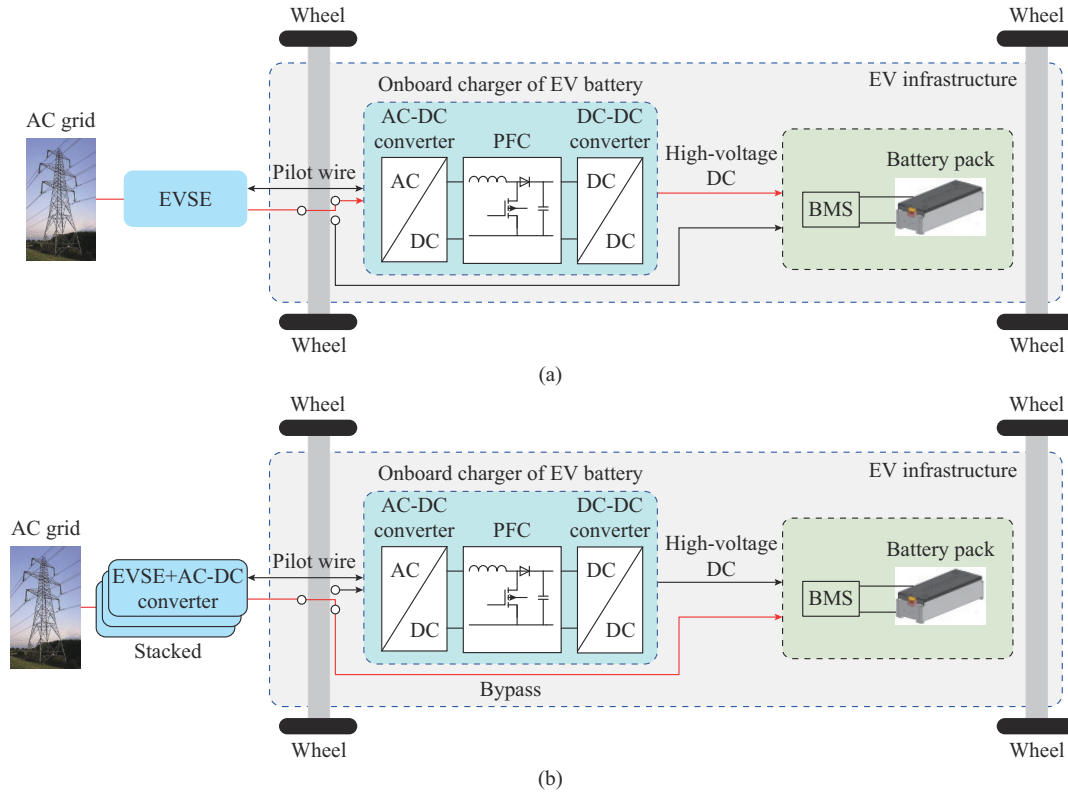 Wheel
Wheel
EV infrastructure
Onboard charger of EV battery
AC grid
AC-DC
converter
PFC
DC-DC
converter
High-voltage
DC
Battery pack
Pilot wire
EVSE
AC
DC
DC
DC
BMS
Wheel
Wheel
(a)
Wheel
Wheel
EV infrastructure
Onboard charger of EV battery
AC grid
AC-DC
converter
PFC
DC-DC
converter
High-voltage
DC
Battery pack
Pilot wire
EVSE+AC-DC
converter
Stacked
AC
DC
DC
DC
BMS
Bypass
Wheel
Wheel
(b)